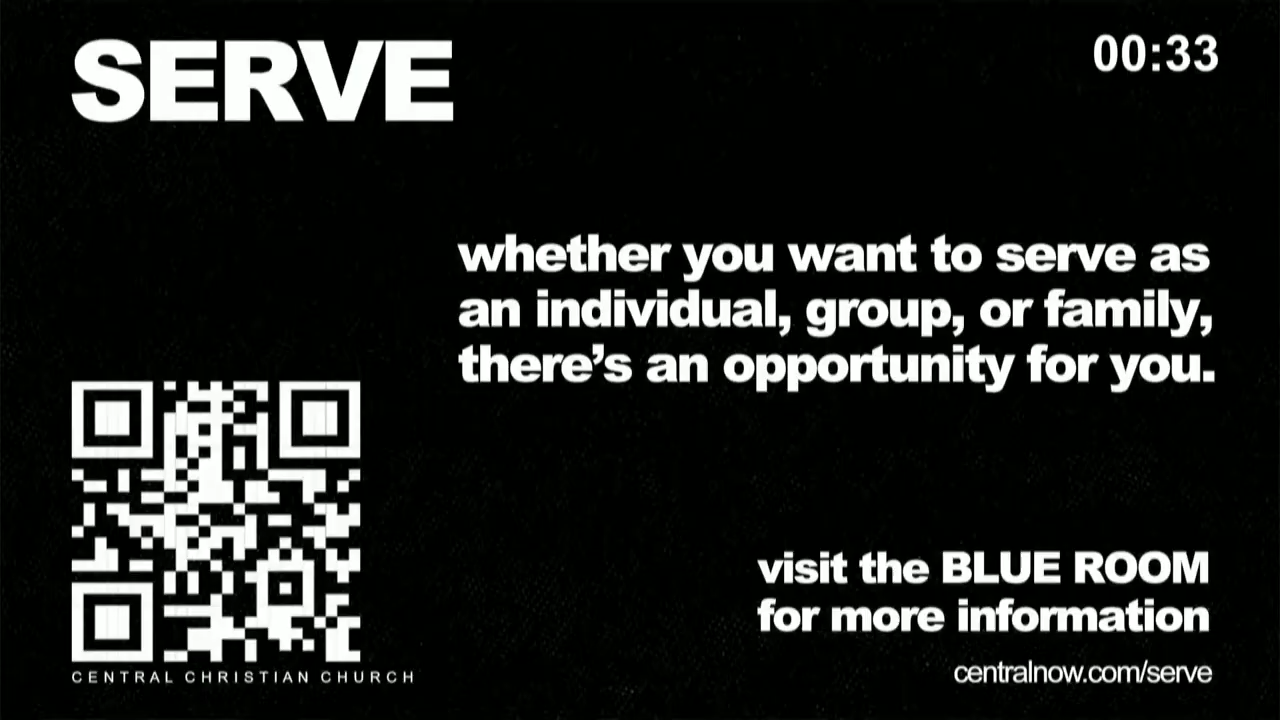 SERVE
00:33
whether you want to serve as
an individual, group, or family,
there’s an opportunity for you.
visit the BLUE ROOM
for more information
CENTRAL CHRISTIAN CHURCH
centralnow.com/serve